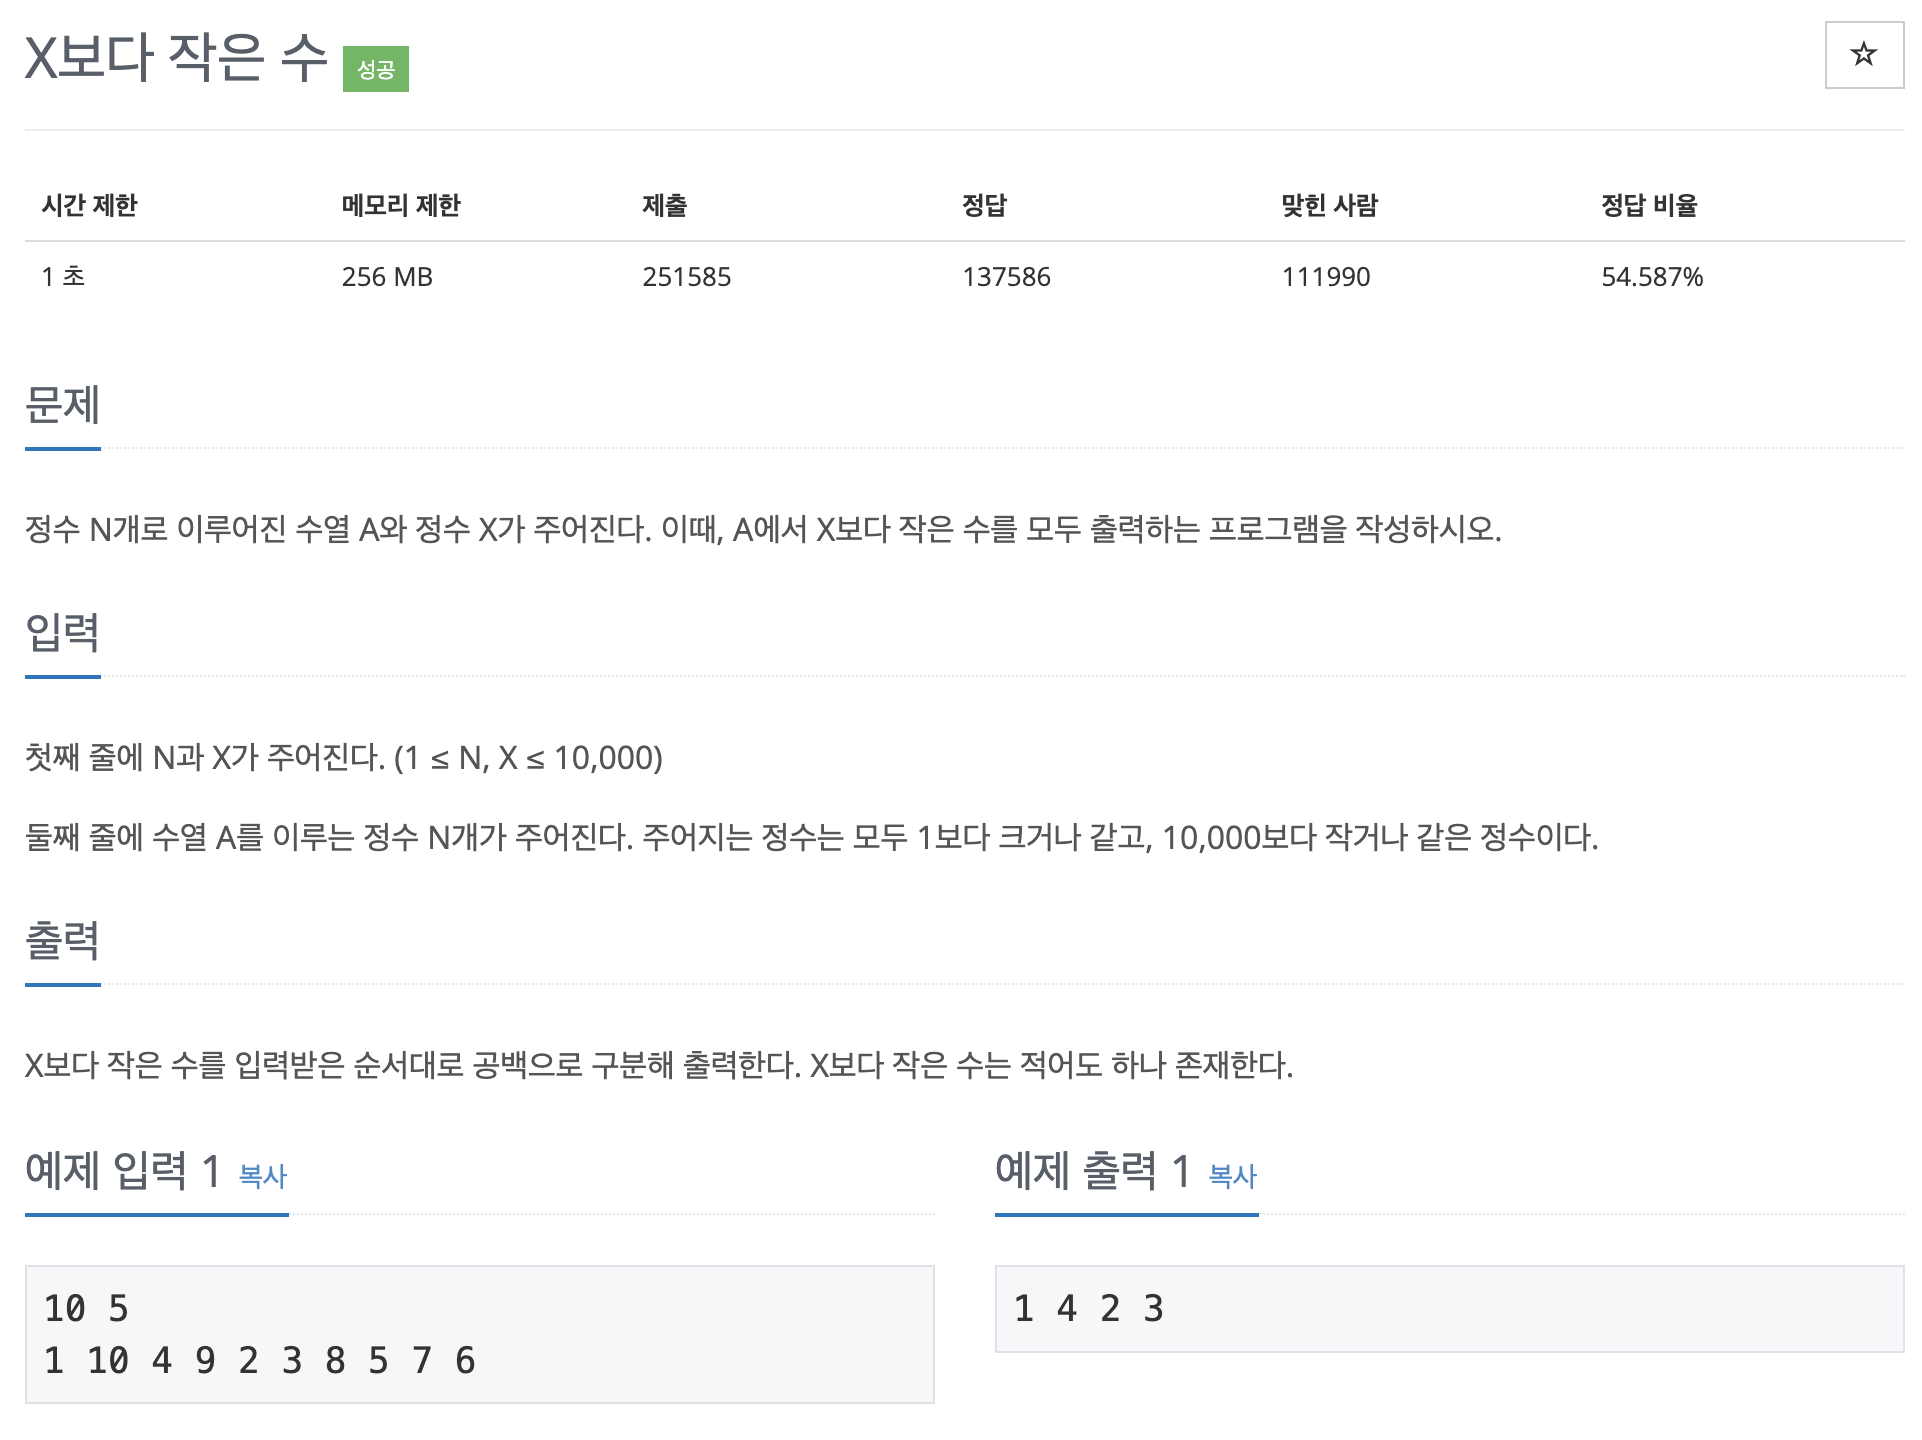 X보다 작은 수 성공
☆
시간 제한 메모리 제한 제출 정답 맞힌 사람 정답 비율
1 초 256 MB 251585 137586 111990 54.587%
문제
정수 N개로 이루어진 수열 A와 정수 X가 주어진다. 이때, A에서 X보다 작은 수를 모두 출력하는 프로그램을 작성하시오.
입력
첫째 줄에 N과 X가 주어진다. (1 ≤ N, X ≤ 10,000)
둘째 줄에 수열 A를 이루는 정수 N개가 주어진다. 주어지는 정수는 모두 1보다 크거나 같고, 10,000보다 작거나 같은 정수이다.
출력
X보다 작은 수를 입력받은 순서대로 공백으로 구분해 출력한다. X보다 작은 수는 적어도 하나 존재한다.
예제 입력 1 복사
10 5
1 10 4 9 2 3 8 5 7 6
예제 출력 1 복사
1 4 2 3